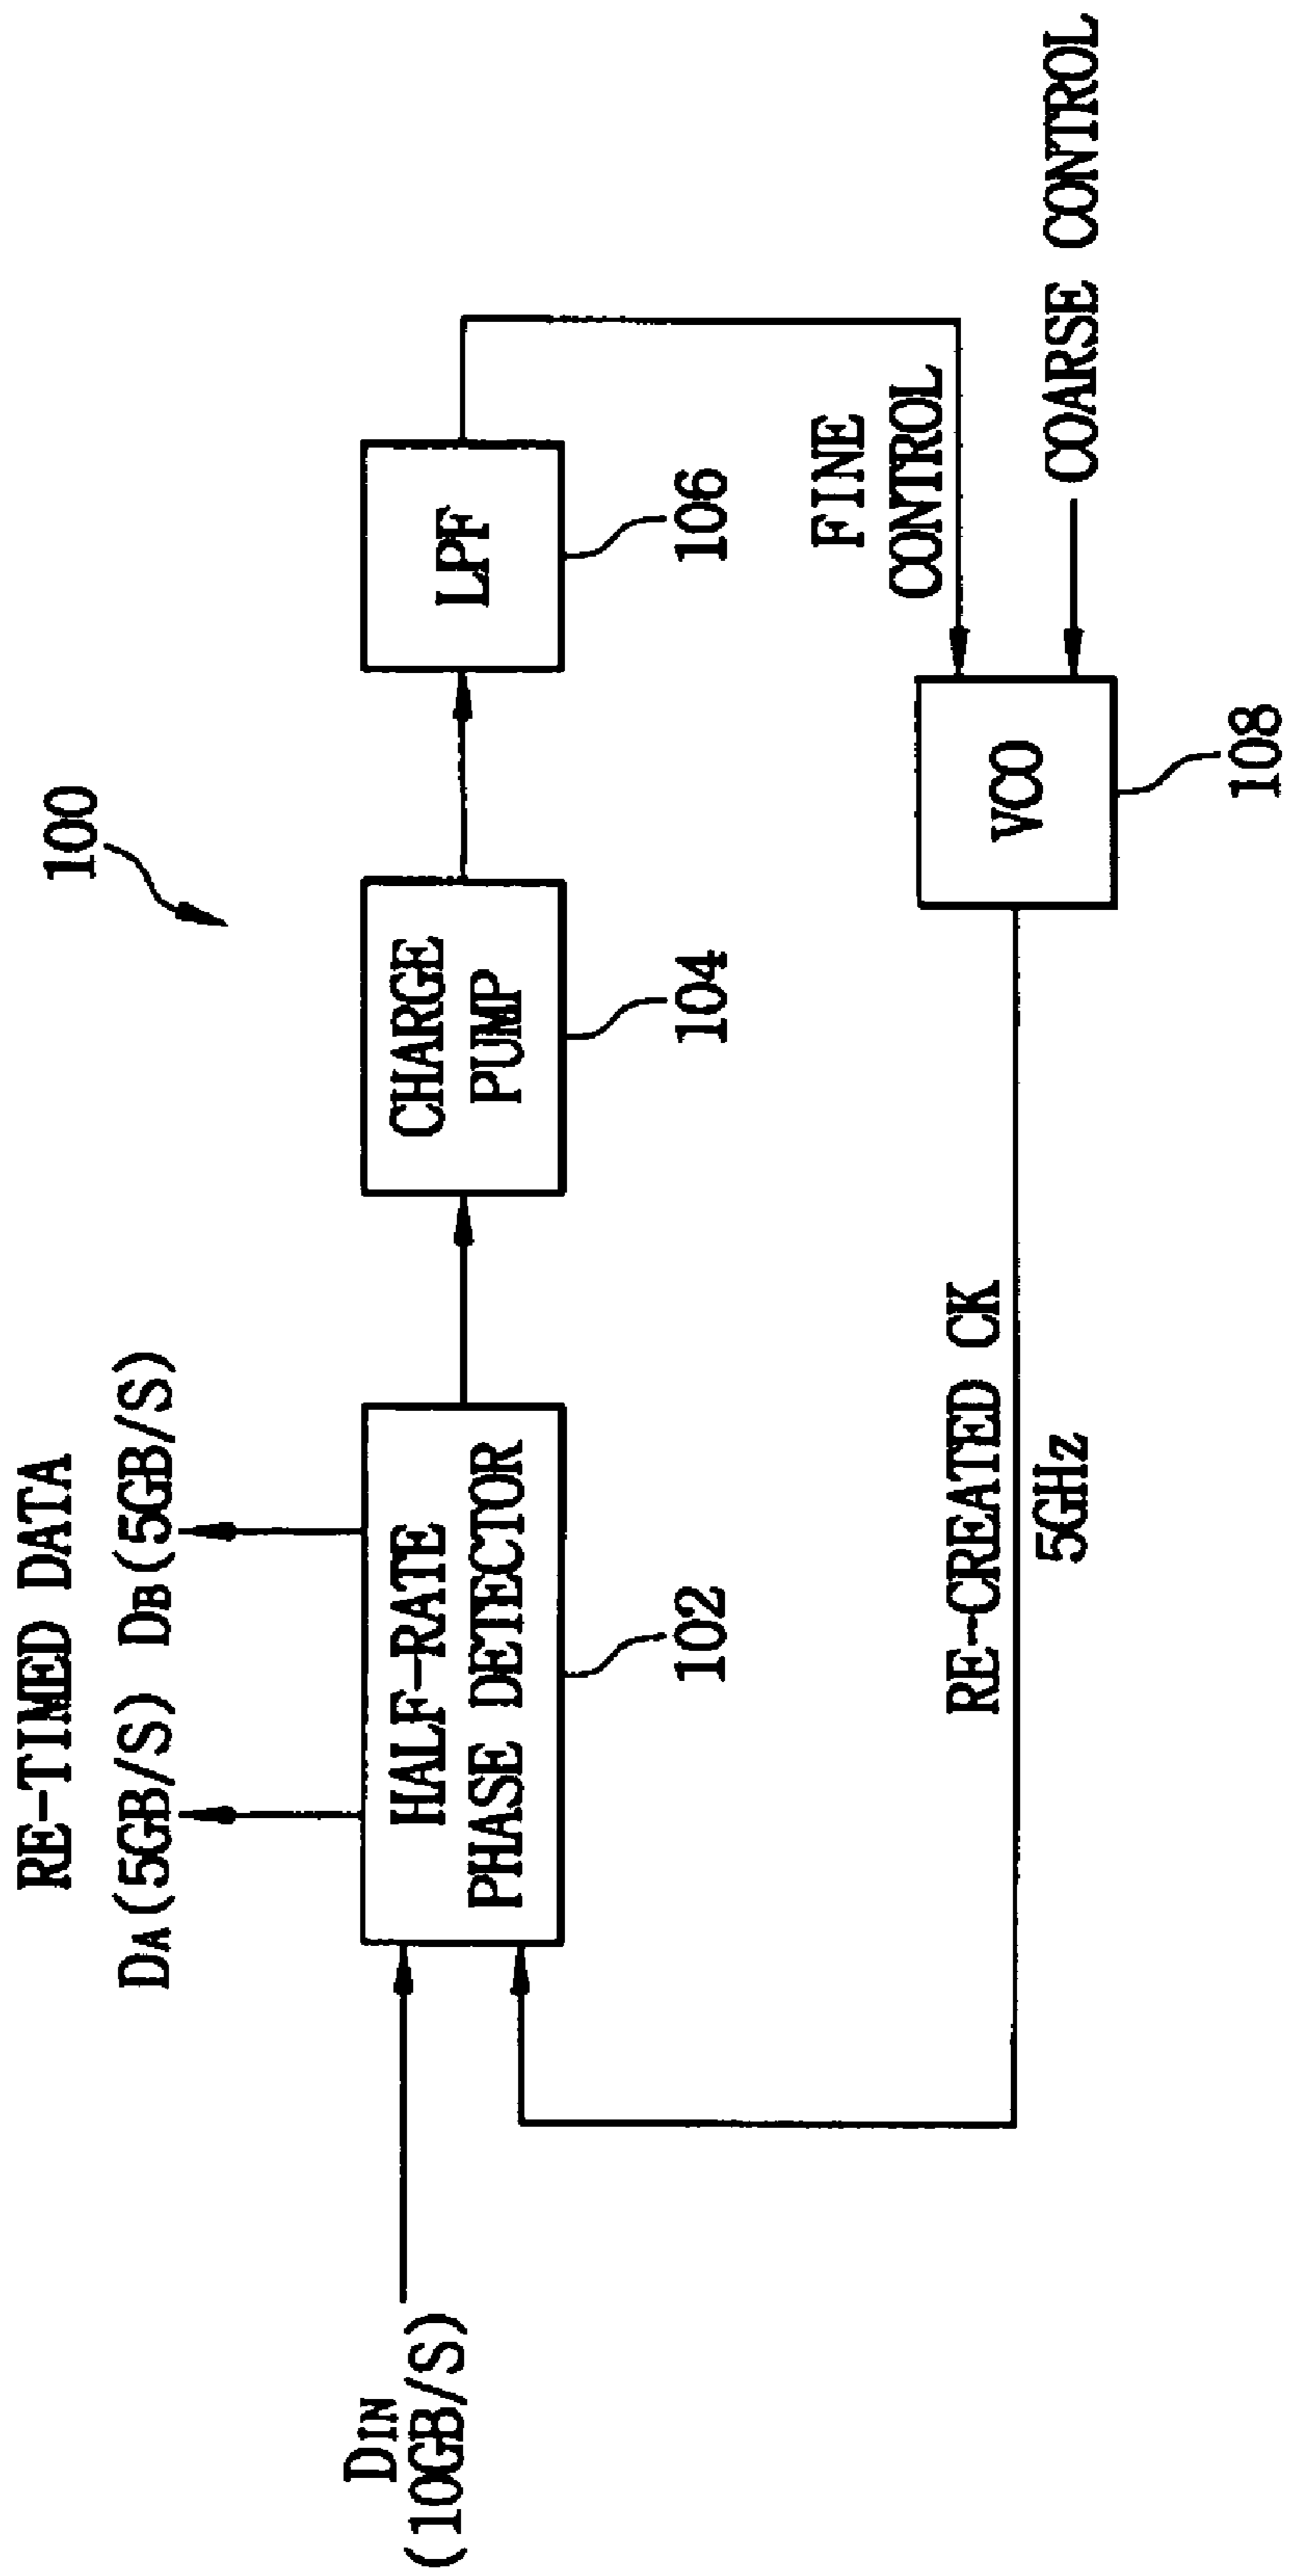 100
RE-TIMED DATA
DA(5GB/S) DB(5GB/S)
DIN
(10GB/S)
HALF-RATE
PHASE DETECTOR
102
CHARGE
PUMP
104
LPF
106
FINE
CONTROL
COARSE CONTROL
VCO
108
RE-CREATED CK
5GHz